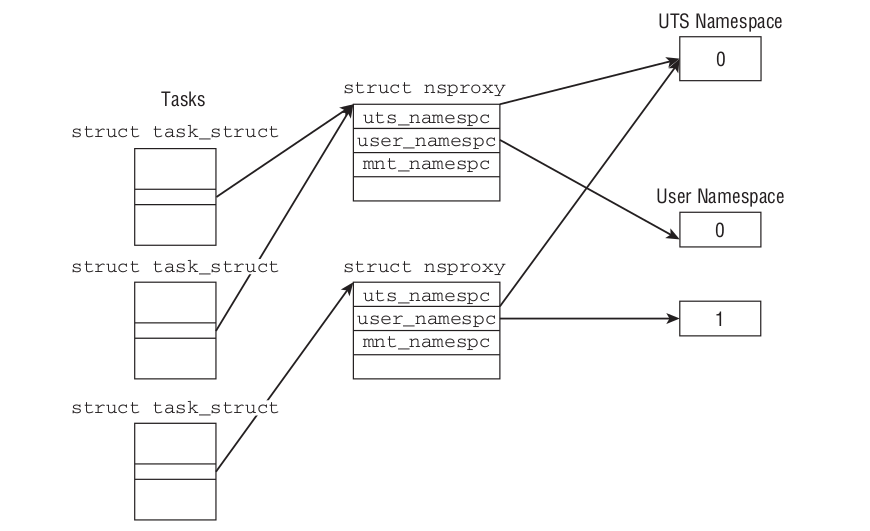 UTS Namespace
0
Tasks
struct task_struct
struct nsproxy
uts_namespc
user_namespc
mnt_namespc
User Namespace
0
struct task_struct
struct nsproxy
uts_namespc
user_namespc
mnt_namespc
1
struct task_struct